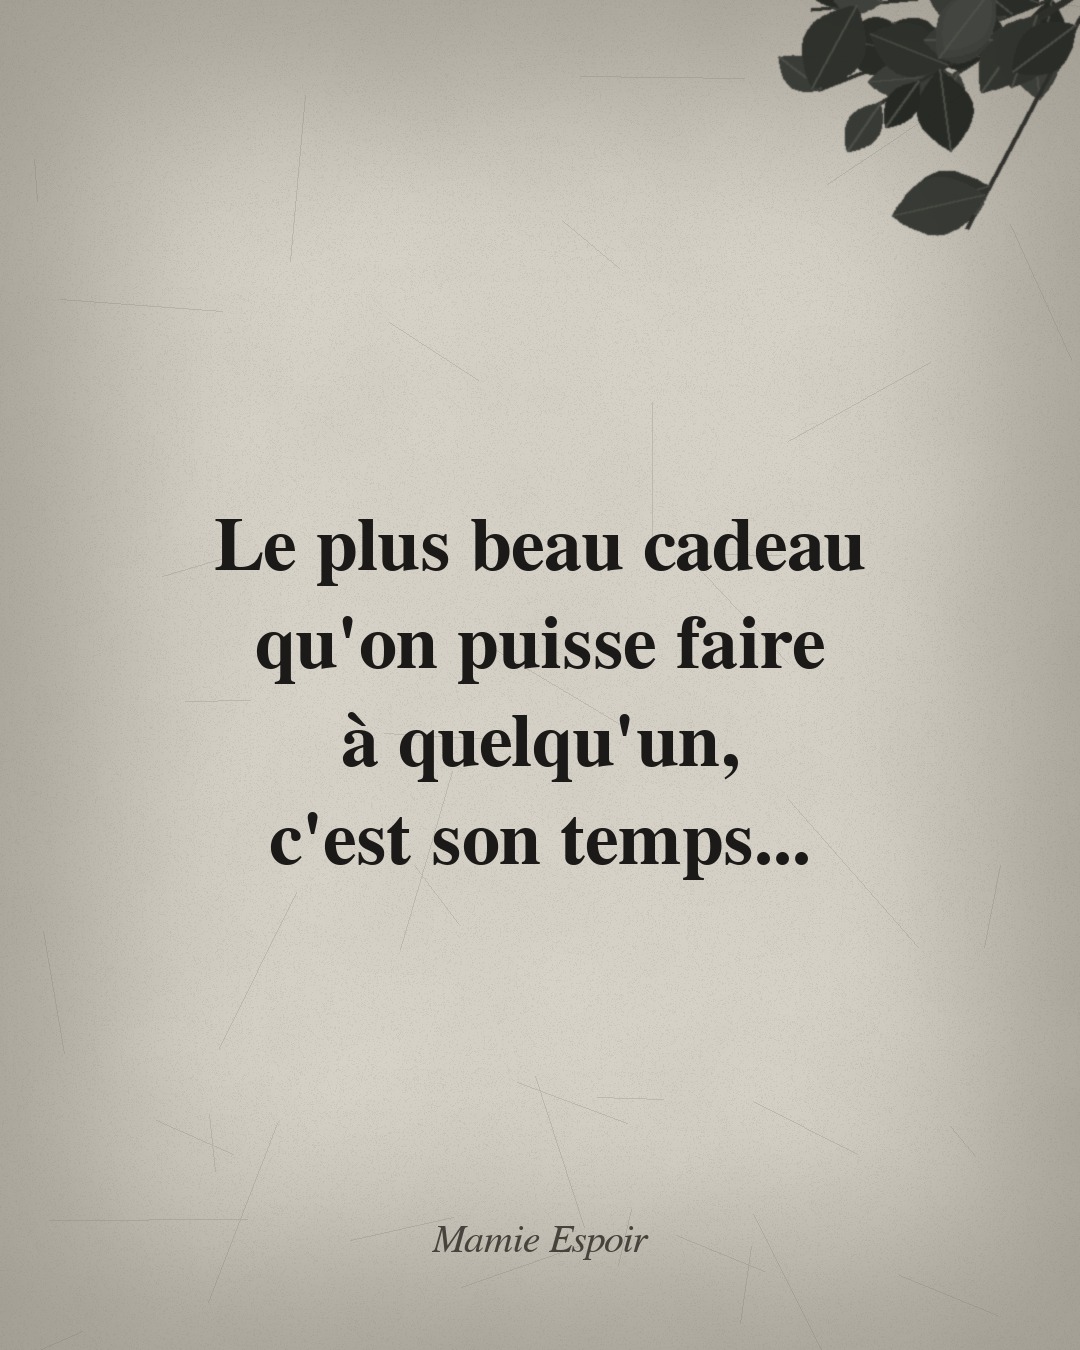 Le plus beau cadeau
qu'on puisse faire
à quelqu'un,
c'est son temps...
Mamie Espoir